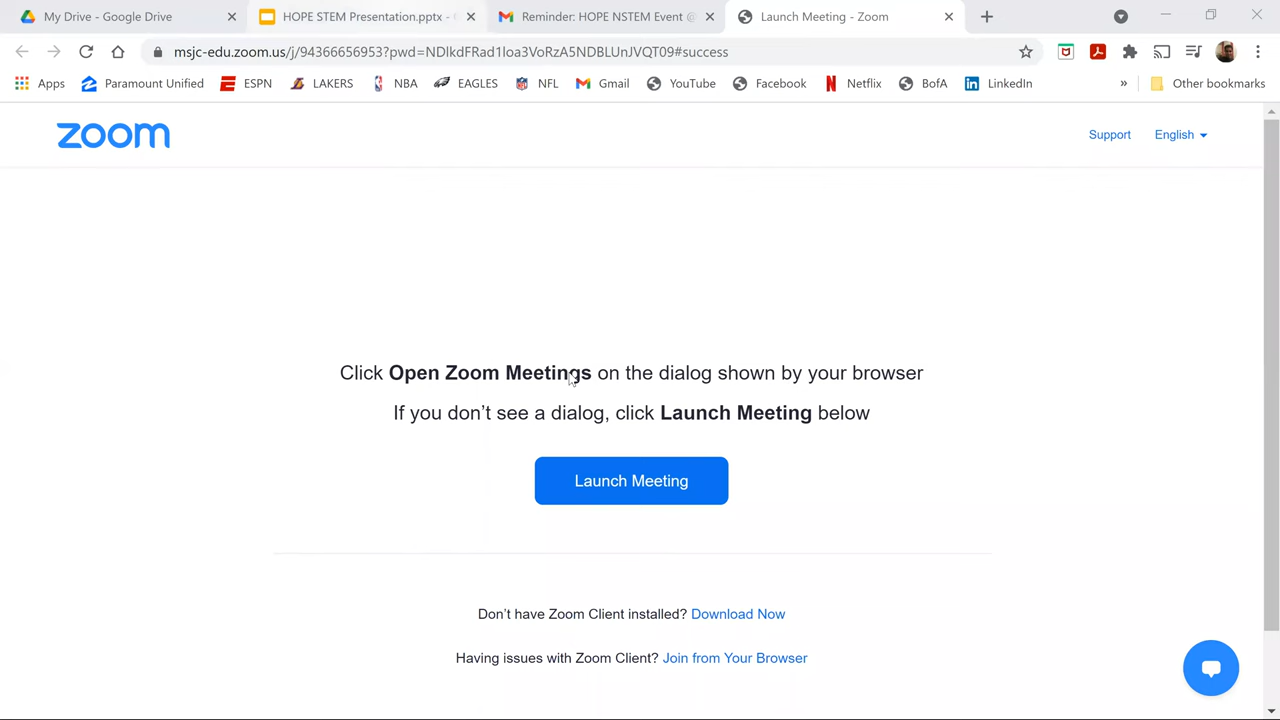 My Drive - Google Drive
HOPE STEM Presentation.pptx -
Reminder: HOPE NSTEM Event @
Launch Meeting - Zoom
msjc-edu.zoom.us/j/94366656953?pwd=NDlkdFRad1loa3VoRzA5NDBLUnJVQT09#success
Apps
Paramount Unified
ESPN
LAKERS
NBA
EAGLES
NFL
Gmail
YouTube
Facebook
Netflix
BofA
LinkedIn
»
Other bookmarks
zoom
Support
English
Click Open Zoom Meetings on the dialog shown by your browser
If you don’t see a dialog, click Launch Meeting below
Launch Meeting
Don’t have Zoom Client installed? Download Now
Having issues with Zoom Client? Join from Your Browser